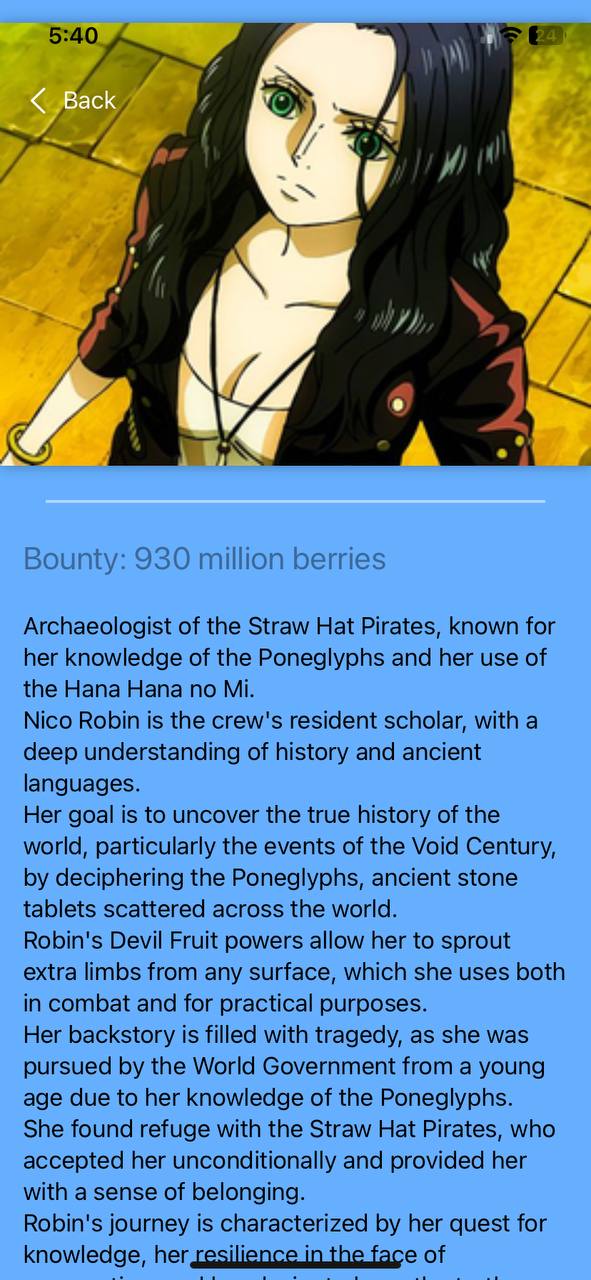 5:40
24
Back
Bounty: 930 million berries
Archaeologist of the Straw Hat Pirates, known for
her knowledge of the Poneglyphs and her use of
the Hana Hana no Mi.
Nico Robin is the crew's resident scholar, with a
deep understanding of history and ancient
languages.
Her goal is to uncover the true history of the
world, particularly the events of the Void Century,
by deciphering the Poneglyphs, ancient stone
tablets scattered across the world.
Robin's Devil Fruit powers allow her to sprout
extra limbs from any surface, which she uses both
in combat and for practical purposes.
Her backstory is filled with tragedy, as she was
pursued by the World Government from a young
age due to her knowledge of the Poneglyphs.
She found refuge with the Straw Hat Pirates, who
accepted her unconditionally and provided her
with a sense of belonging.
Robin's journey is characterized by her quest for
knowledge, her resilience in the face of